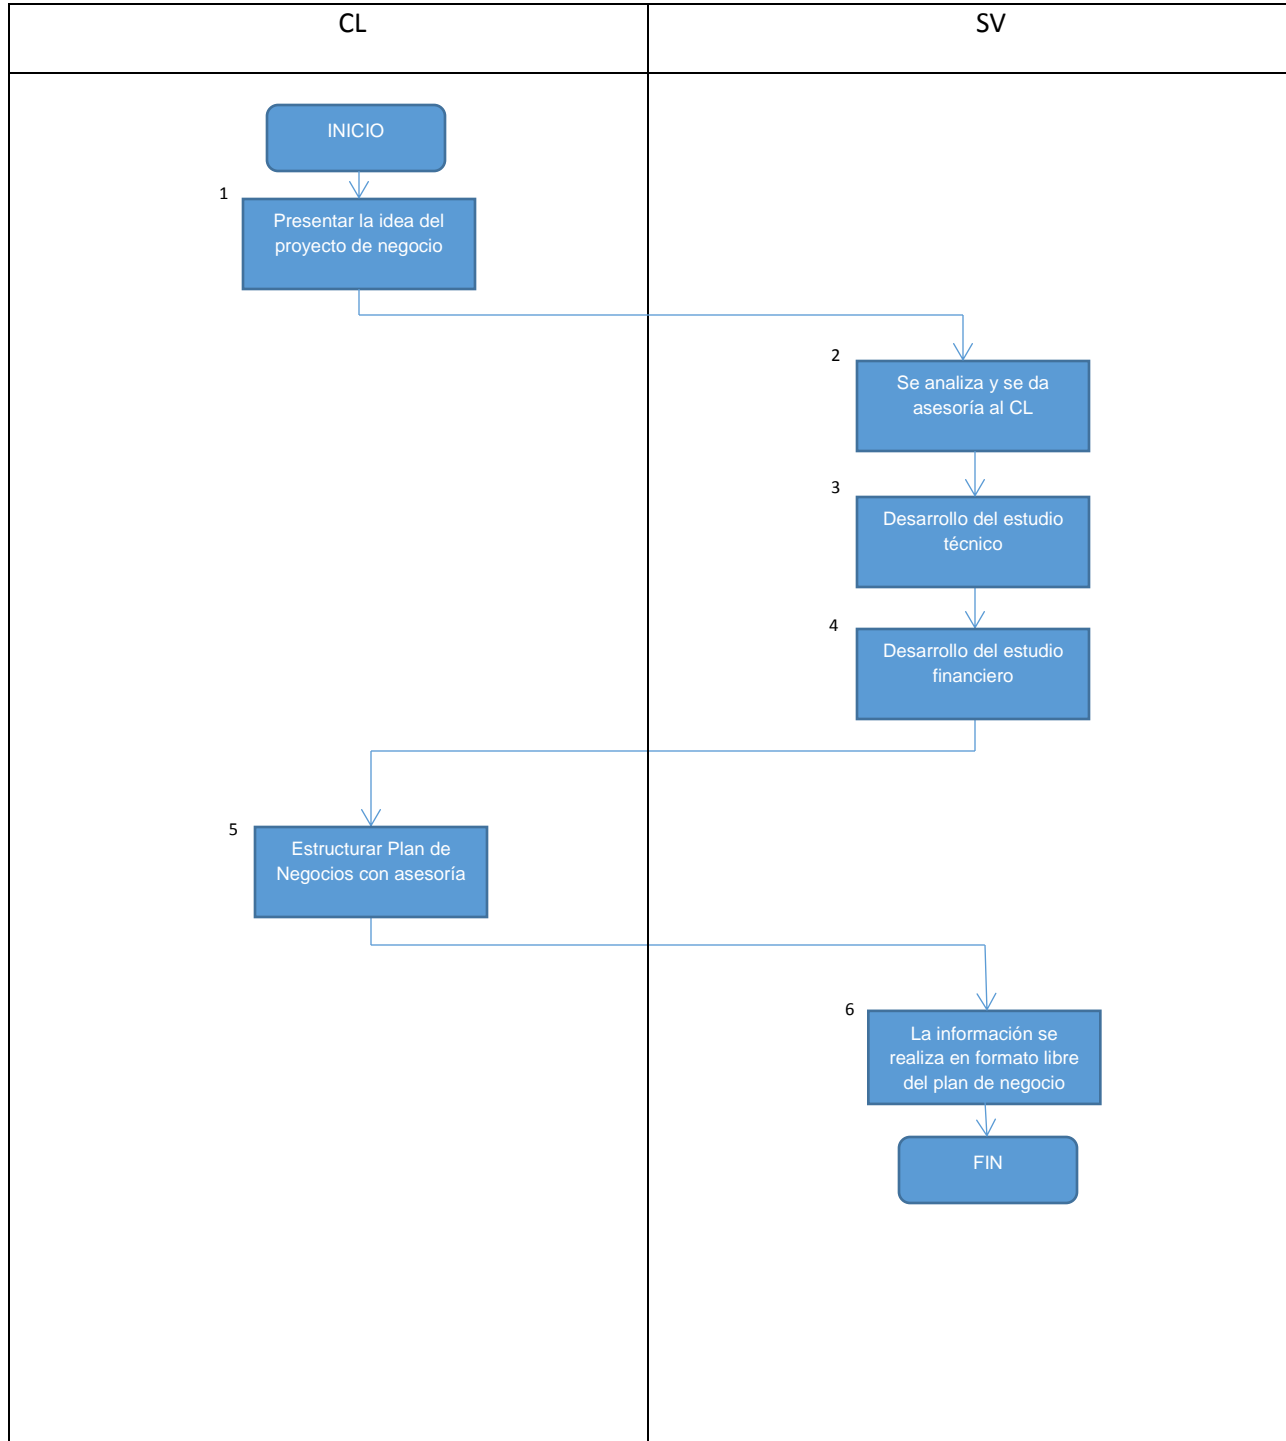 CL
SV
INICIO
1
Presentar la idea del
proyecto de negocio
2
Se analiza y se da
asesoría al CL
3
Desarrollo del estudio
técnico
4
Desarrollo del estudio
financiero
5
Estructurar Plan de
Negocios con asesoría
6
La información se
realiza en formato libre
del plan de negocio
FIN